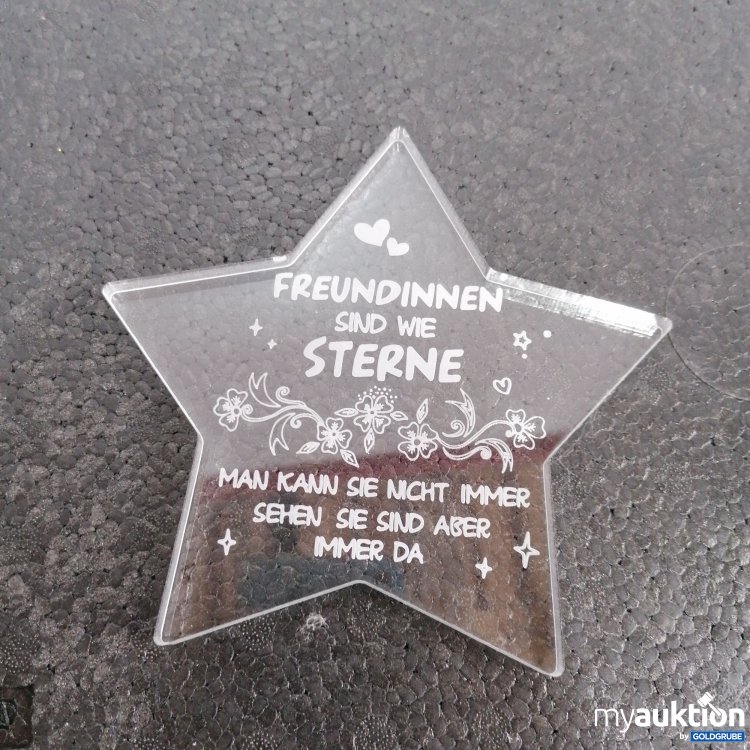 FREUNDINNEN
SIND WIE
STERNE
MAN KANN SIE NICHT IMMER
SEHEN SIE SIND ABER
IMMER DA
myauktion
by GOLDGRUBE